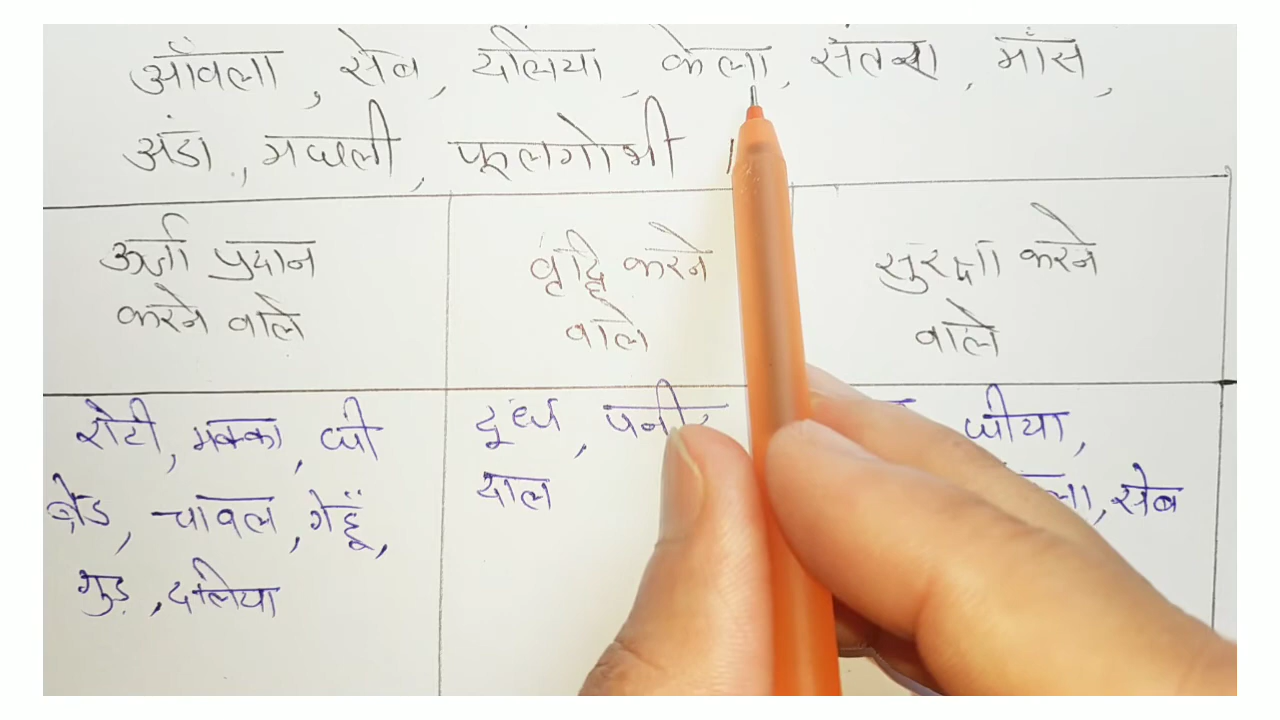 आँवला, सेब, दलिया, केला, संतरा, माँस,
अंडा, मछली, फूलगोभी ।
ऊर्जा प्रदान करने वाले
वृद्धि करने वाले
सुरक्षा करने वाले
रोटी, मक्का, घी
ब्रेड, चावल, गेहूँ,
गुड़, दलिया
दूध, पनीर
दाल
घीया,
सेब